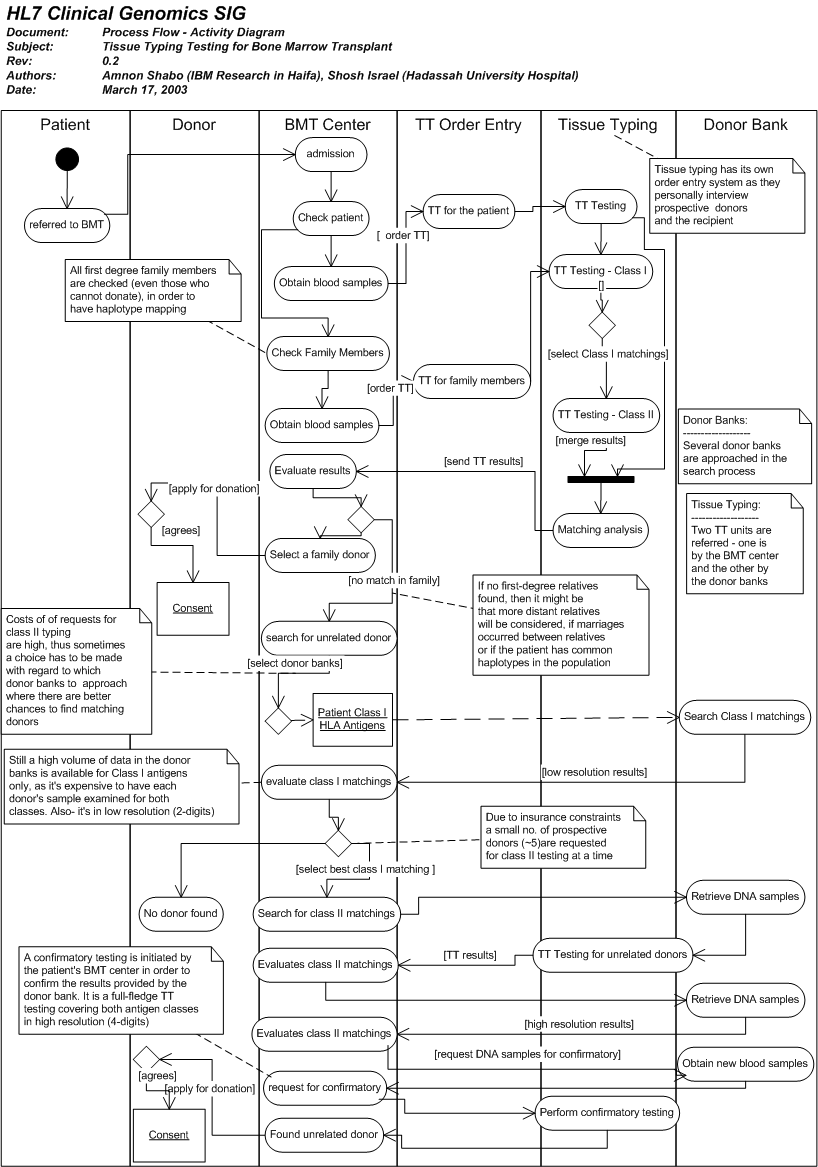 HL7 Clinical Genomics SIG
Document: Process Flow - Activity Diagram
Subject: Tissue Typing Testing for Bone Marrow Transplant
Rev: 0.2
Authors: Amnon Shabo (IBM Research in Haifa), Shosh Israel (Hadassah University Hospital)
Date: March 17, 2003
Patient
Donor
BMT Center
TT Order Entry
Tissue Typing
Donor Bank
admission
Tissue typing has its own
order entry system as they
personally interview
prospective donors
and the recipient
referred to BMT
Check patient
TT for the patient
TT Testing
[ order TT]
All first degree family members
are checked (even those who
cannot donate), in order to
have haplotype mapping
Obtain blood samples
TT Testing - Class I
[]
Check Family Members
[select Class I matchings]
[order TT]
TT for family members
Obtain blood samples
TT Testing - Class II
[merge results]
Donor Banks:
-------------------
Several donor banks
are approached in the
search process
Evaluate results
[send TT results]
[apply for donation]
[agrees]
Tissue Typing:
-------------------
Two TT units are
referred - one is
by the BMT center
and the other by
the donor banks
Matching analysis
Select a family donor
[no match in family]
Consent
If no first-degree relatives
found, then it might be
that more distant relatives
will be considered, if marriages
occurred between relatives
or if the patient has common
haplotypes in the population
Costs of of requests for
class II typing
are high, thus sometimes
a choice has to be made
with regard to which
donor banks to approach
where there are better
chances to find matching
donors
search for unrelated donor
[select donor banks]
Patient Class I
HLA Antigens
Search Class I matchings
Still a high volume of data in the donor
banks is available for Class I antigens
only, as it's expensive to have each
donor's sample examined for both
classes. Also- it's in low resolution (2-digits)
evaluate class I matchings
[low resolution results]
Due to insurance constraints
a small no. of prospective
donors (~5)are requested
for class II testing at a time
[select best class I matching ]
No donor found
Search for class II matchings
Retrieve DNA samples
A confirmatory testing is initiated by
the patient's BMT center in order to
confirm the results provided by the
donor bank. It is a full-fledge TT
testing covering both antigen classes
in high resolution (4-digits)
Evaluates class II matchings
[TT results]
TT Testing for unrelated donors
Retrieve DNA samples
Evaluates class II matchings
[high resolution results]
[request DNA samples for confirmatory]
Obtain new blood samples
[agrees]
[apply for donation]
request for confirmatory
Perform confirmatory testing
Consent
Found unrelated donor